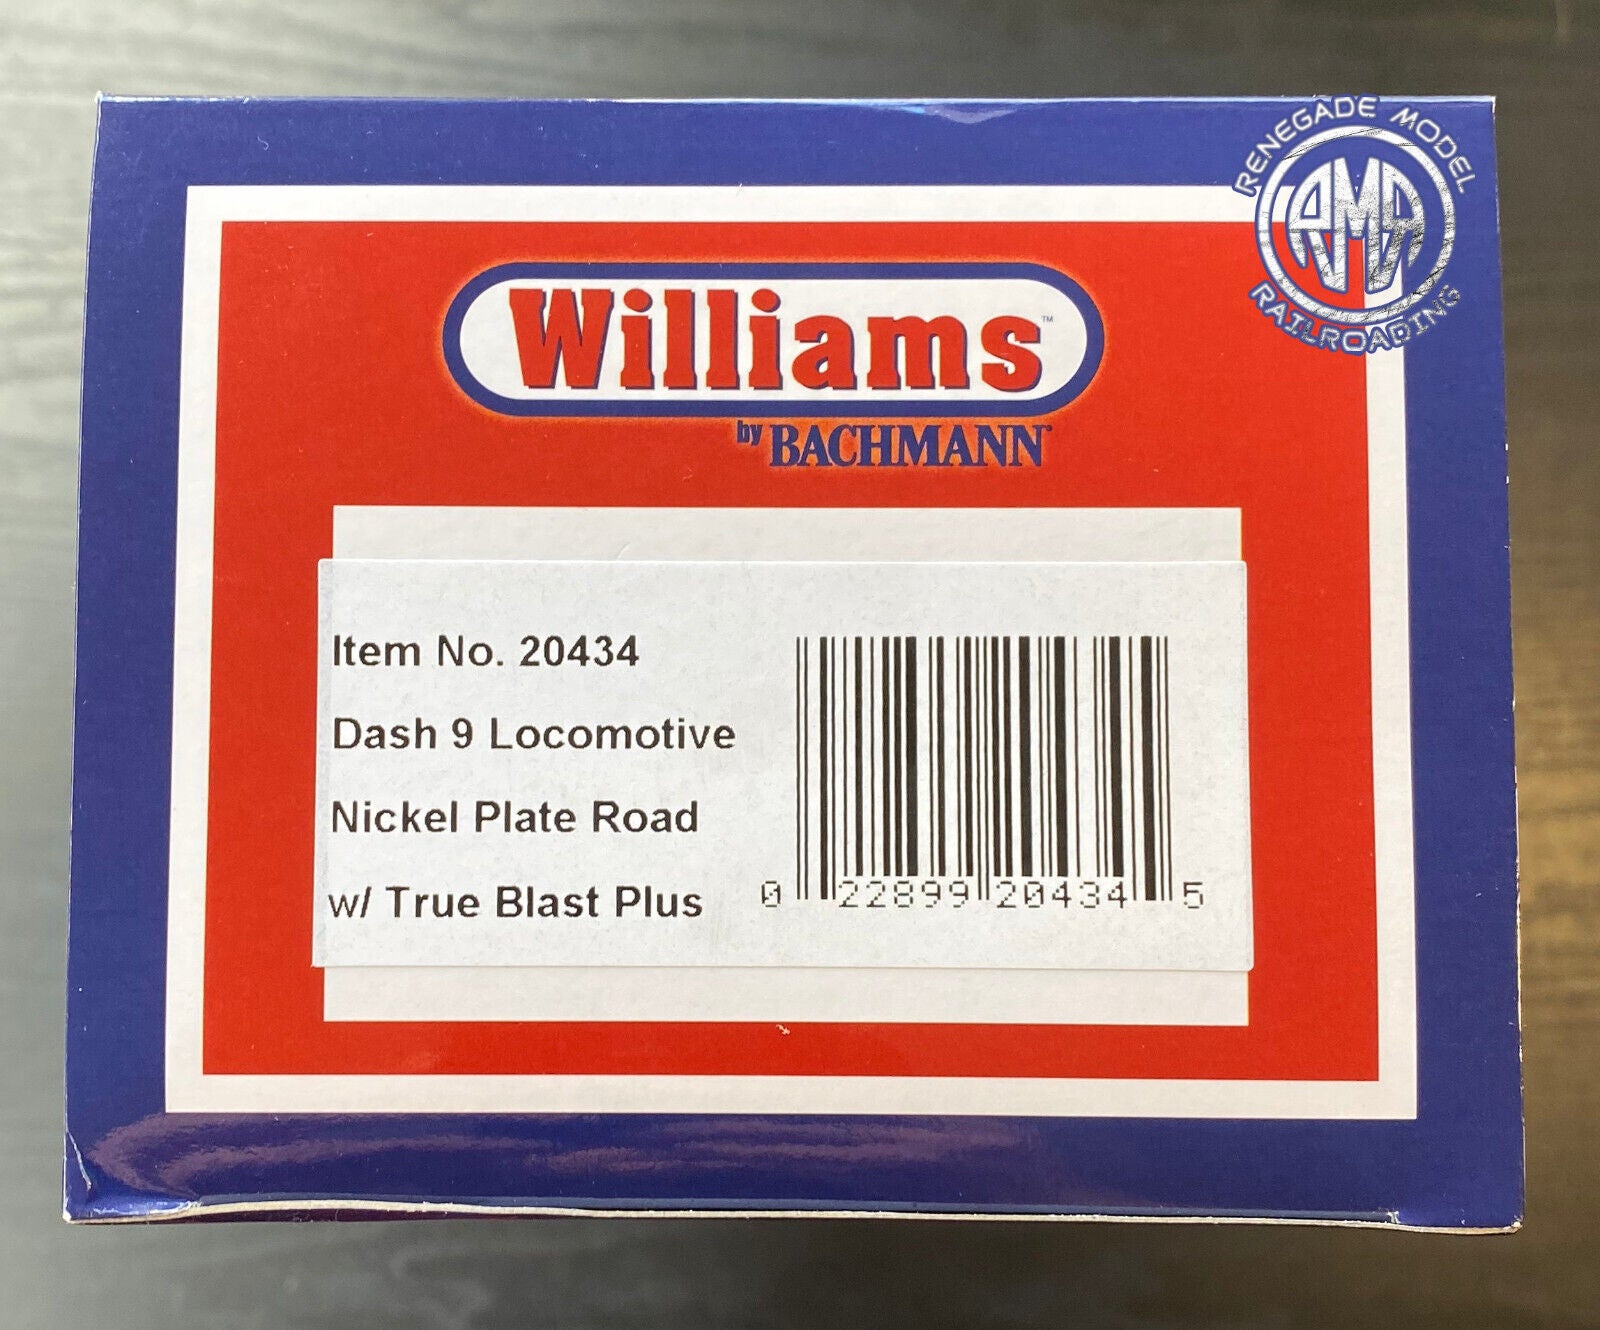 RENEGADE MODEL
RMR
RAILROADING
Williams™
by BACHMANN®
Item No. 20434
Dash 9 Locomotive
Nickel Plate Road
w/ True Blast Plus
0 22899 20434 5